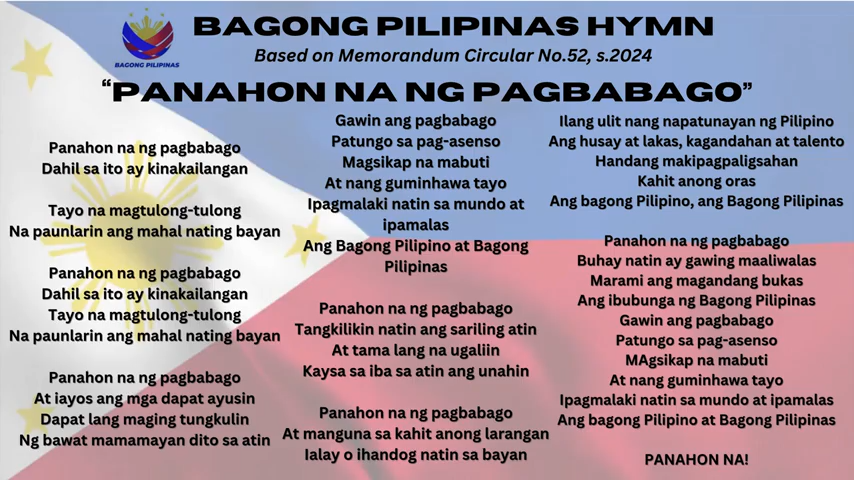 BAGONG PILIPINAS
BAGONG PILIPINAS HYMN
Based on Memorandum Circular No.52, s.2024
“PANAHON NA NG PAGBABAGO”
Panahon na ng pagbabago
Dahil sa ito ay kinakailangan
Tayo na magtulong-tulong
Na paunlarin ang mahal nating bayan
Panahon na ng pagbabago
Dahil sa ito ay kinakailangan
Tayo na magtulong-tulong
Na paunlarin ang mahal nating bayan
Panahon na ng pagbabago
At iayos ang mga dapat ayusin
Dapat lang maging tungkulin
Ng bawat mamamayan dito sa atin
Gawin ang pagbabago
Patungo sa pag-asenso
Magsikap na mabuti
At nang guminhawa tayo
Ipagmalaki natin sa mundo at
ipamalas
Ang Bagong Pilipino at Bagong
Pilipinas
Panahon na ng pagbabago
Tangkilikin natin ang sariling atin
At tama lang na ugaliin
Kaysa sa iba sa atin ang unahin
Panahon na ng pagbabago
At manguna sa kahit anong larangan
Ialay o ihandog natin sa bayan
Ilang ulit nang napatunayan ng Pilipino
Ang husay at lakas, kagandahan at talento
Handang makipagpaligsahan
Kahit anong oras
Ang bagong Pilipino, ang Bagong Pilipinas
Panahon na ng pagbabago
Buhay natin ay gawing maaliwalas
Marami ang magandang bukas
Ang ibubunga ng Bagong Pilipinas
Gawin ang pagbabago
Patungo sa pag-asenso
MAgsikap na mabuti
At nang guminhawa tayo
Ipagmalaki natin sa mundo at ipamalas
Ang bagong Pilipino at Bagong Pilipinas
PANAHON NA!